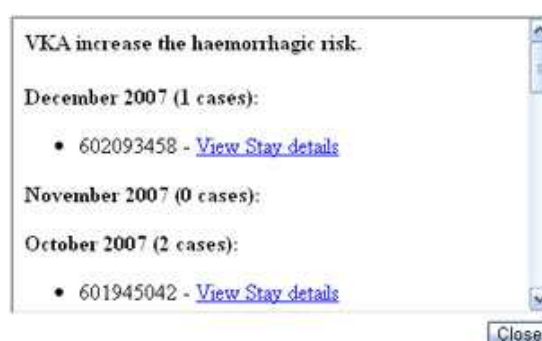 VKA increase the haemorrhagic risk.
December 2007 (1 cases):
• 602093458 - View Stay details
November 2007 (0 cases):
October 2007 (2 cases):
• 601945042 - View Stay details
Close